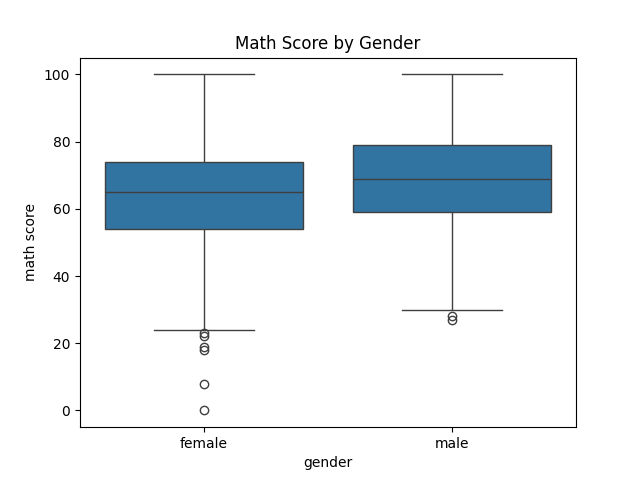 Math Score by Gender
100
80
60
40
20
0
math score
female
male
gender